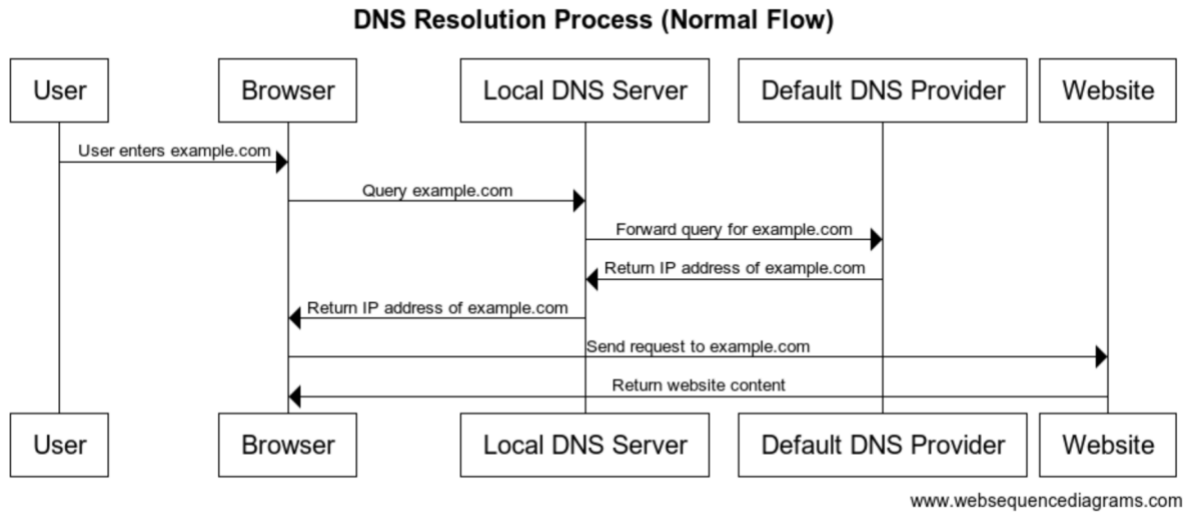 DNS Resolution Process (Normal Flow)
User Browser Local DNS Server Default DNS Provider Website
User enters example.com
Query example.com
Forward query for example.com
Return IP address of example.com
Return IP address of example.com
Send request to example.com
Return website content
User Browser Local DNS Server Default DNS Provider Website
www.websequencediagrams.com